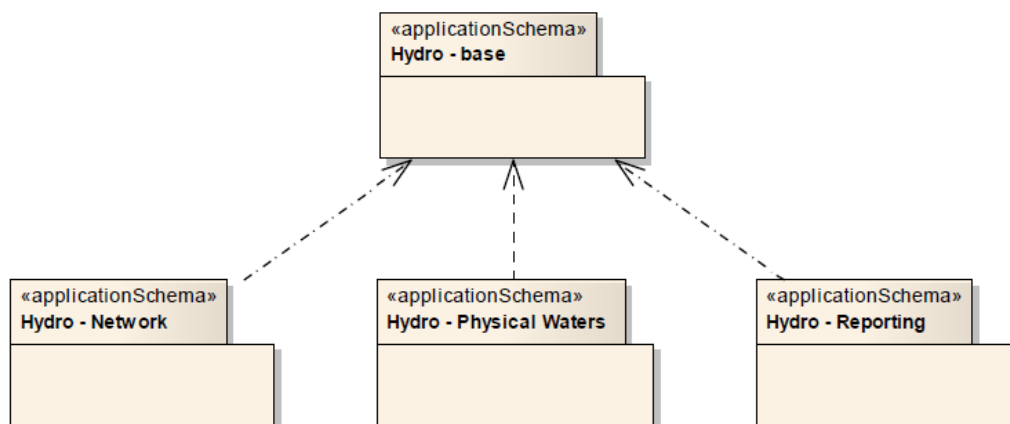 «applicationSchema»
Hydro - base
«applicationSchema»
Hydro - Network
«applicationSchema»
Hydro - Physical Waters
«applicationSchema»
Hydro - Reporting